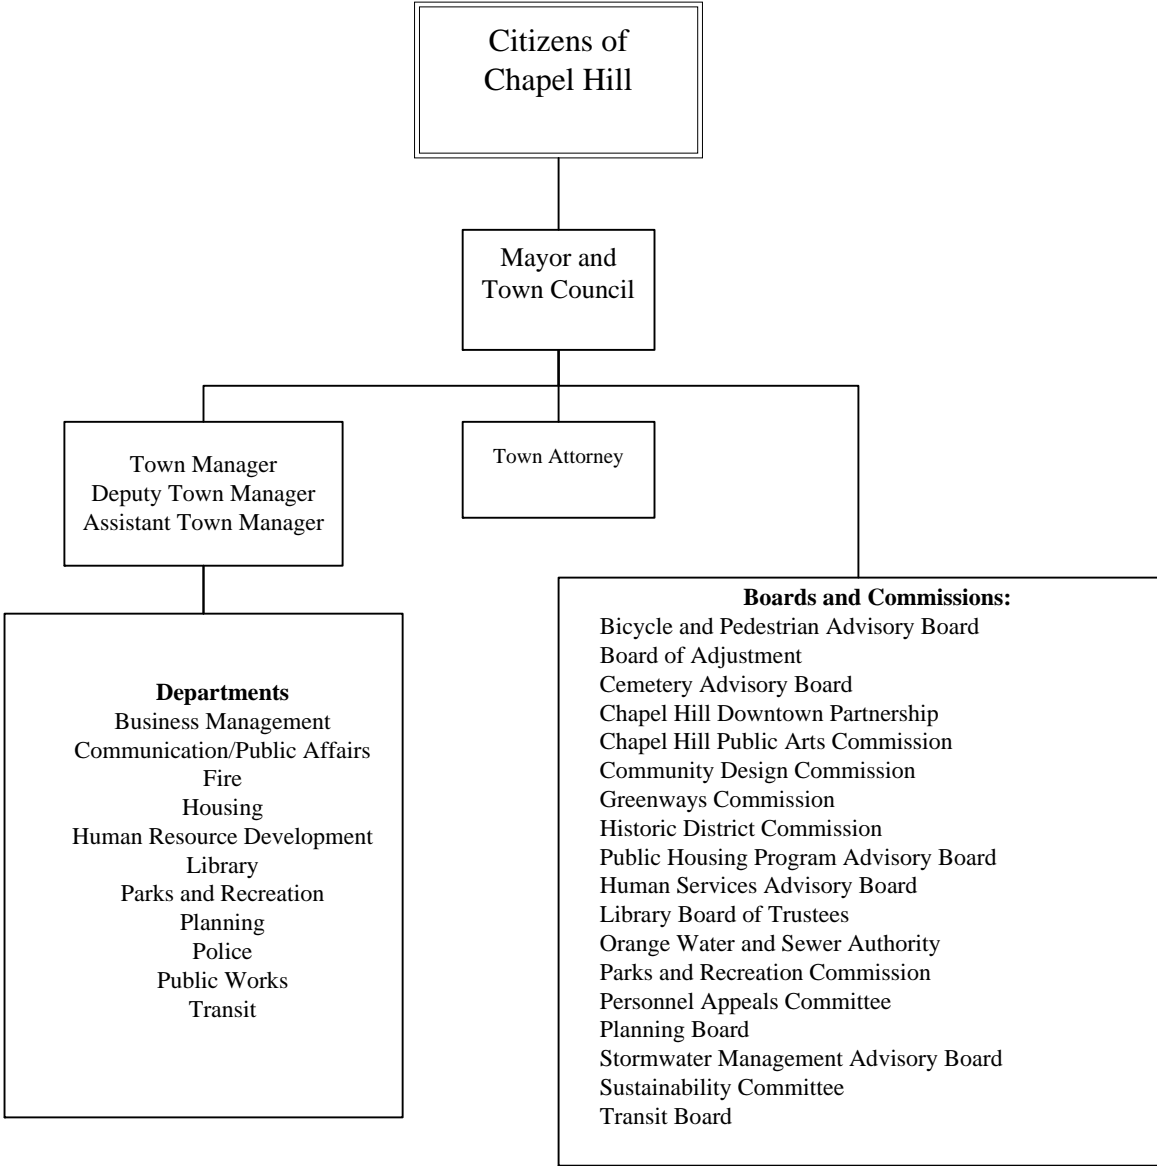 Citizens of
Chapel Hill
Mayor and
Town Council
Town Manager
Deputy Town Manager
Assistant Town Manager
Town Attorney
Departments
Business Management
Communication/Public Affairs
Fire
Housing
Human Resource Development
Library
Parks and Recreation
Planning
Police
Public Works
Transit
Boards and Commissions:
Bicycle and Pedestrian Advisory Board
Board of Adjustment
Cemetery Advisory Board
Chapel Hill Downtown Partnership
Chapel Hill Public Arts Commission
Community Design Commission
Greenways Commission
Historic District Commission
Public Housing Program Advisory Board
Human Services Advisory Board
Library Board of Trustees
Orange Water and Sewer Authority
Parks and Recreation Commission
Personnel Appeals Committee
Planning Board
Stormwater Management Advisory Board
Sustainability Committee
Transit Board